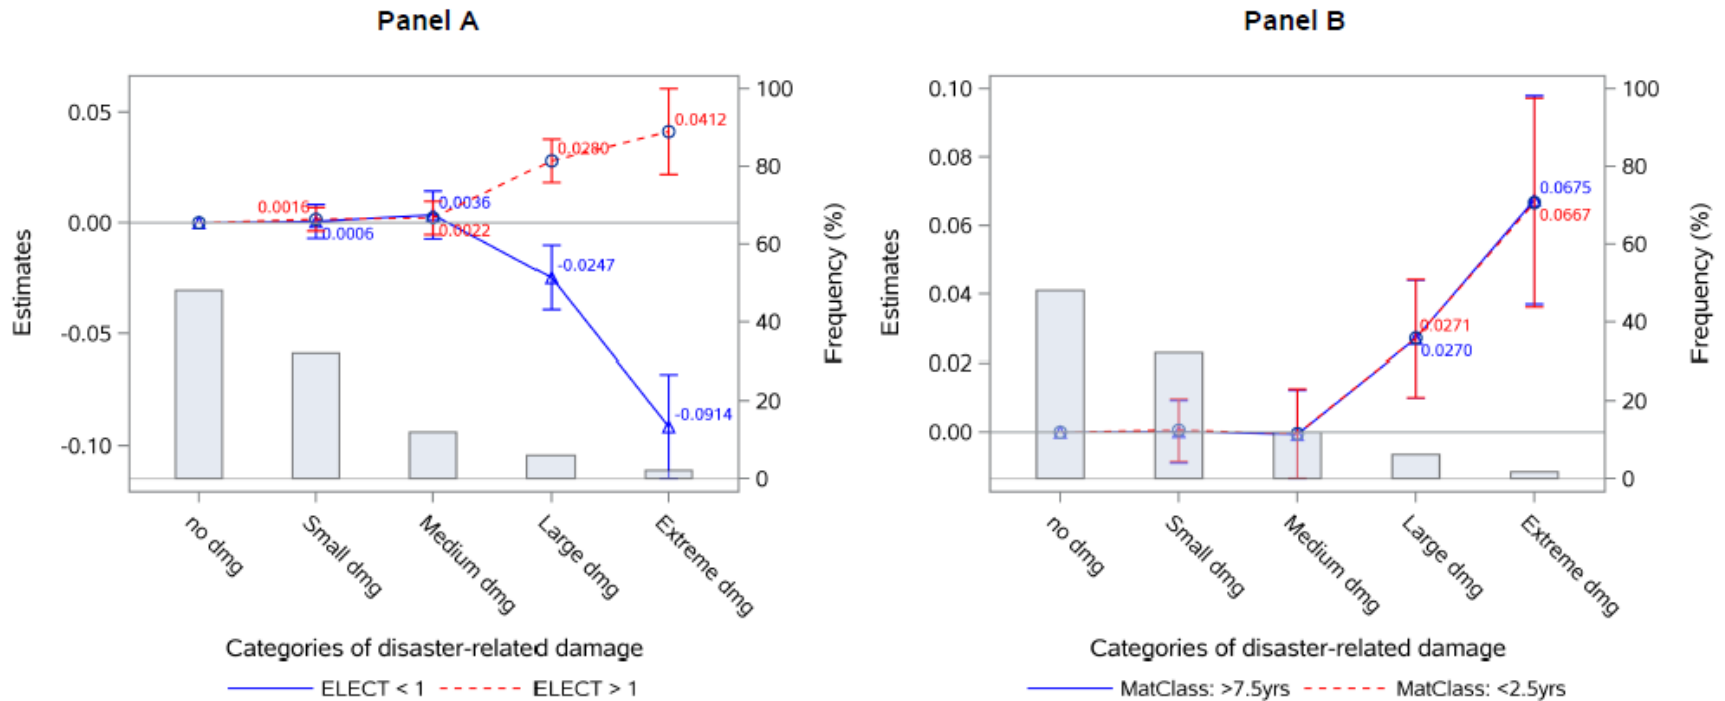 Panel A
0.05
0.00
-0.05
-0.10
Estimates
100
80
60
40
20
0
Frequency (%)
0.0016
0.0006
0.0036
0.0022
0.0280
-0.0247
0.0412
-0.0914
no dmg
Small dmg
Medium dmg
Large dmg
Extreme dmg
Categories of disaster-related damage
ELECT < 1
ELECT > 1
Panel B
0.10
0.08
0.06
0.04
0.02
0.00
Estimates
100
80
60
40
20
0
Frequency (%)
0.0271
0.0270
0.0675
0.0667
no dmg
Small dmg
Medium dmg
Large dmg
Extreme dmg
Categories of disaster-related damage
MatClass: >7.5yrs
MatClass: <2.5yrs